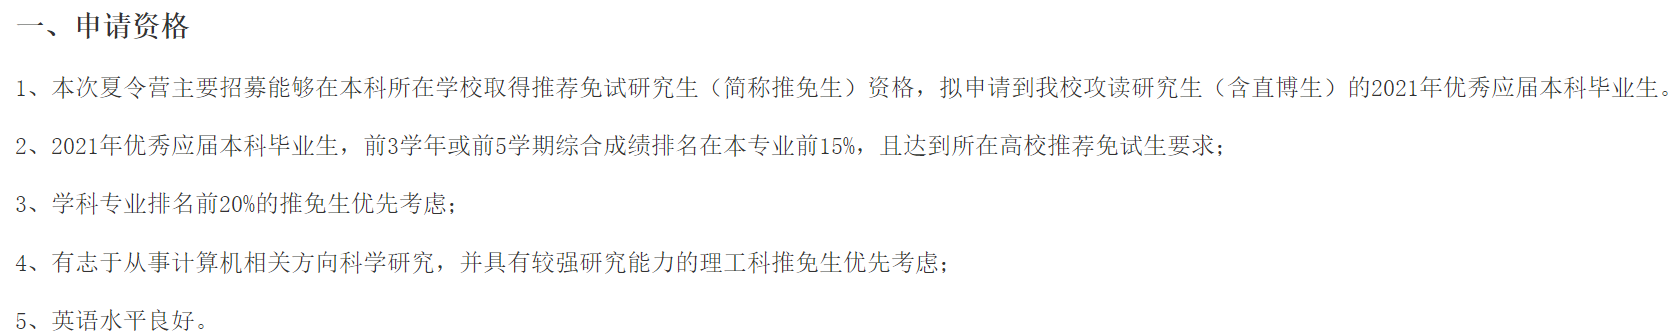 一、申请资格
1、本次夏令营主要招募能够在本科所在学校取得推荐免试研究生（简称推免生）资格，拟申请到我校攻读研究生（含直博生）的2021年优秀应届本科毕业生。
2、2021年优秀应届本科毕业生，前3学年或前5学期综合成绩排名在本专业前15%，且达到所在高校推荐免试生要求；
3、学科专业排名前20%的推免生优先考虑；
4、有志于从事计算机相关方向科学研究，并具有较强研究能力的理工科推免生优先考虑；
5、英语水平良好。